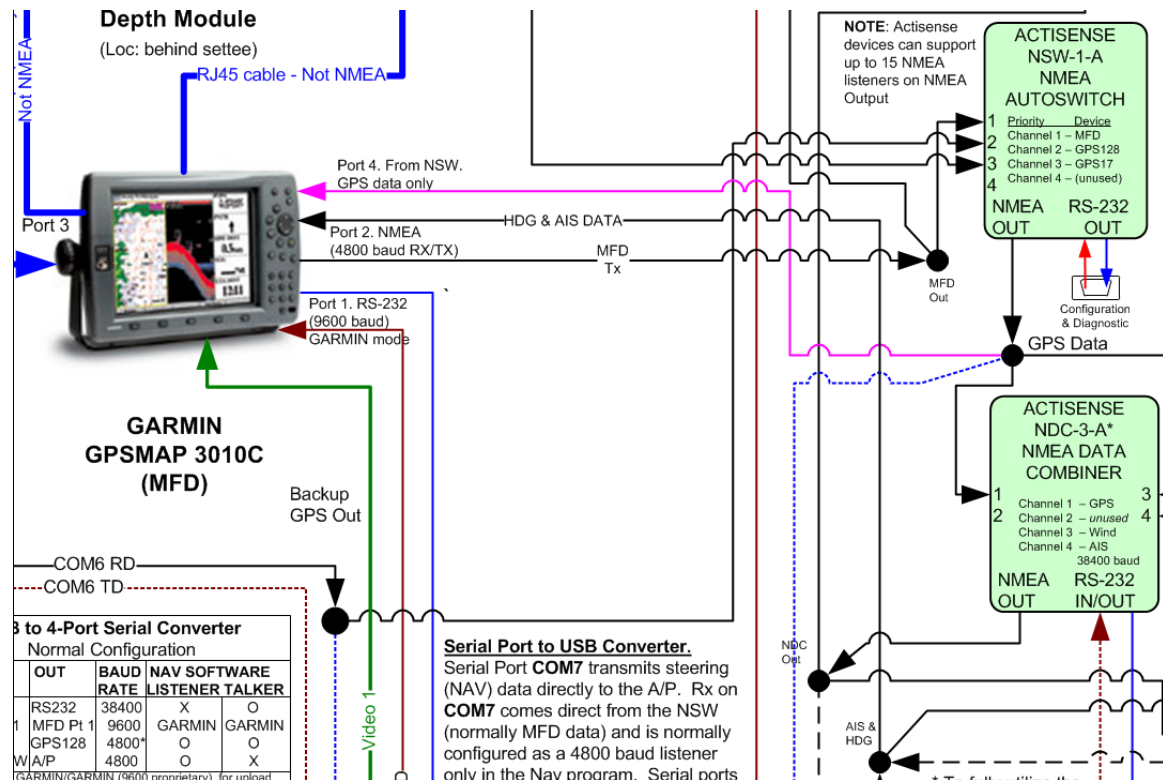 Depth Module
(Loc: behind settee)
RJ45 cable - Not NMEA
Not NMEA
NOTE: Actisense
devices can support
up to 15 NMEA
listeners on NMEA
Output
ACTISENSE
NSW-1-A
NMEA
AUTOSWITCH
1
2
3
4
Priority Device
Channel 1 – MFD
Channel 2 – GPS128
Channel 3 – GPS17
Channel 4 – (unused)
NMEA RS-232
OUT OUT
Configuration
& Diagnostic
Port 4. From NSW.
GPS data only
Port 3
HDG & AIS DATA
Port 2. NMEA
(4800 baud RX/TX)
MFD
Tx
MFD
Out
Port 1. RS-232
(9600 baud)
GARMIN mode
GPS Data
GARMIN
GPSMAP 3010C
(MFD)
Backup
GPS Out
ACTISENSE
NDC-3-A*
NMEA DATA
COMBINER
1
2
3
4
Channel 1 – GPS
Channel 2 – unused
Channel 3 – Wind
Channel 4 – AIS
38400 baud
NMEA RS-232
OUT IN/OUT
COM6 RD
COM6 TD
B to 4-Port Serial Converter
Normal Configuration
OUT BAUD NAV SOFTWARE
RATE LISTENER TALKER
RS232 38400 X O
1 MFD Pt 1 9600 GARMIN GARMIN
GPS128 4800* O O
W A/P 4800 O X
GARMIN/GARMIN (9600 proprietary) for upload
Video 1
Serial Port to USB Converter.
Serial Port COM7 transmits steering
(NAV) data directly to the A/P. Rx on
COM7 comes direct from the NSW
(normally MFD data) and is normally
configured as a 4800 baud listener
only in the Nav program. Serial ports
NDC
Out
AIS &
HDG
* To fully utilize the